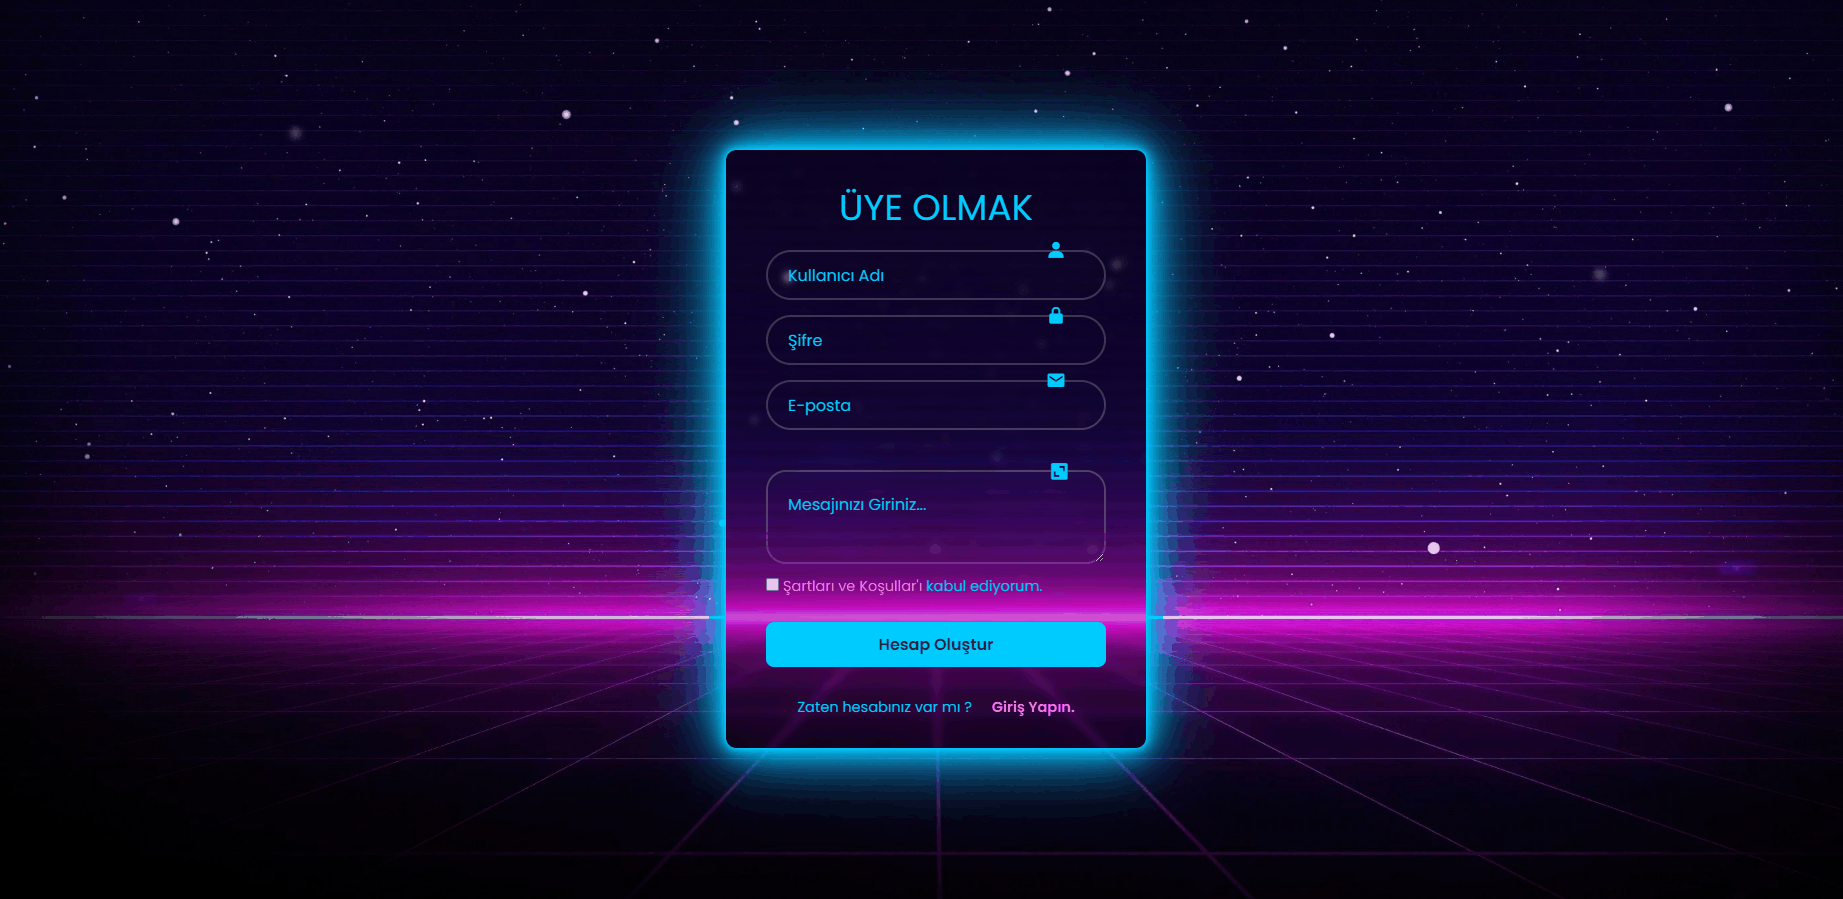 ÜYE OLMAK
Kullanıcı Adı
Şifre
E-posta
Mesajınızı Giriniz...
Şartları ve Koşullar'ı kabul ediyorum.
Hesap Oluştur
Zaten hesabınız var mı ? Giriş Yapın.